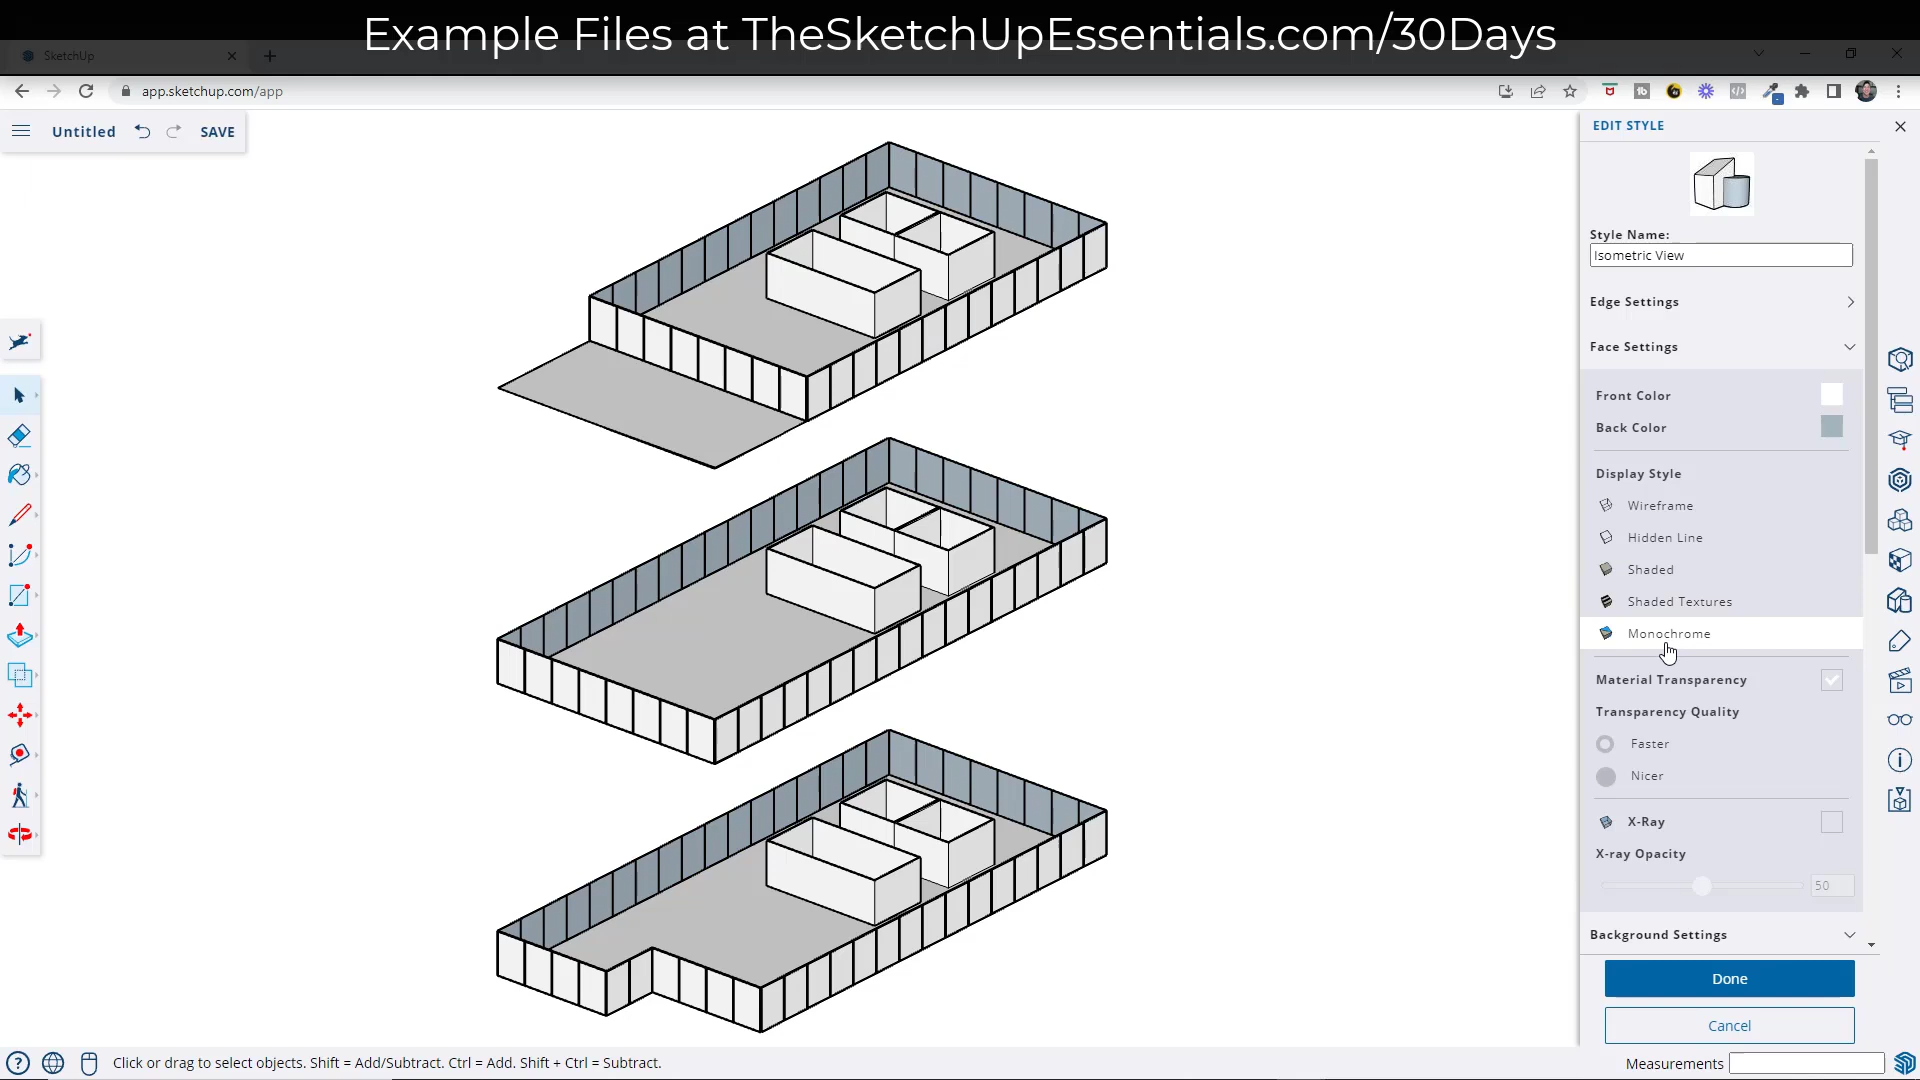 Example Files at TheSketchUpEssentials.com/30Days
SketchUp
app.sketchup.com/app
Untitled SAVE
EDIT STYLE
Style Name:
Isometric View
Edge Settings
Face Settings
Front Color
Back Color
Display Style
Wireframe
Hidden Line
Shaded
Shaded Textures
Monochrome
Material Transparency
Transparency Quality
Faster
Nicer
X-Ray
X-ray Opacity
50
Background Settings
Done
Cancel
Click or drag to select objects. Shift = Add/Subtract. Ctrl = Add. Shift + Ctrl = Subtract.
Measurements